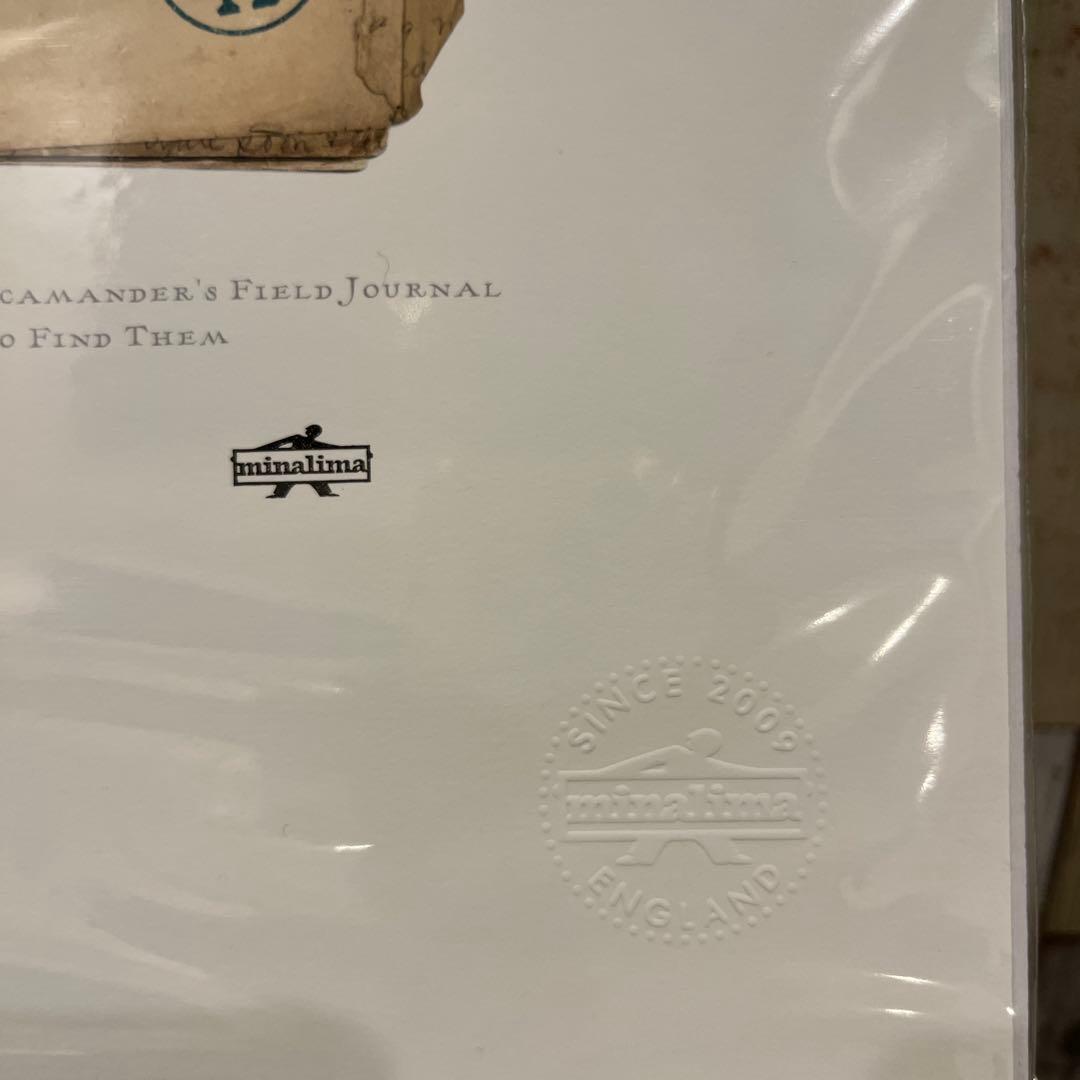 CAMANDER'S FIELD JOURNAL
O FIND THEM
minalima
SINCE 2009
minalima
ENGLAND